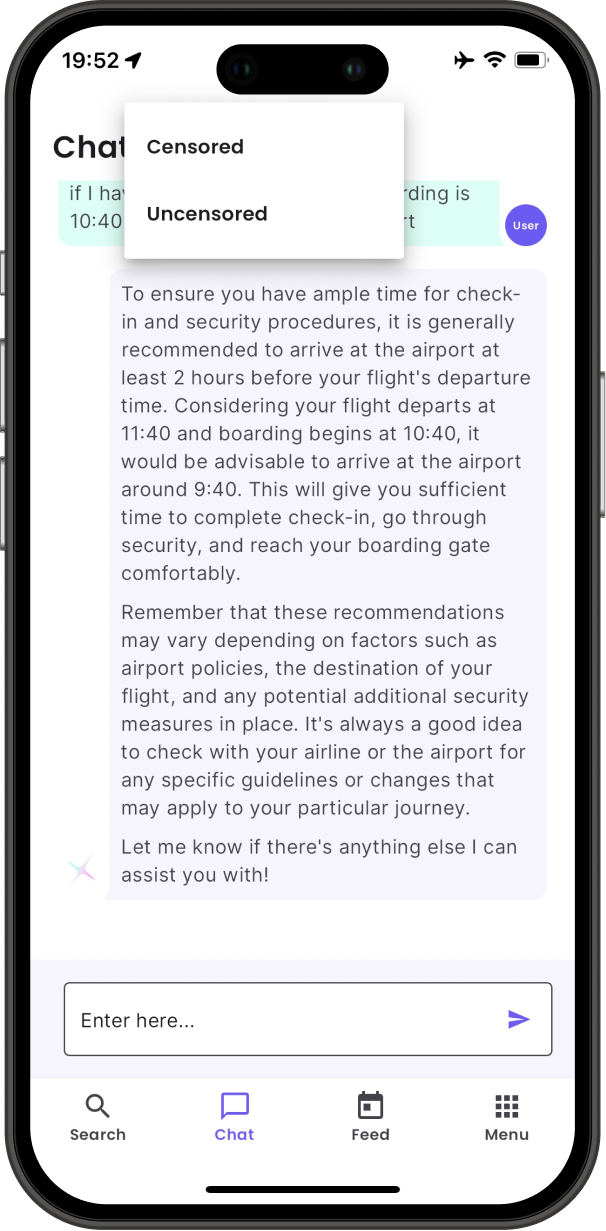 19:52
Chat
Censored
Uncensored
if I rding is
10:40
User
To ensure you have ample time for check-
in and security procedures, it is generally
recommended to arrive at the airport at
least 2 hours before your flight's departure
time. Considering your flight departs at
11:40 and boarding begins at 10:40, it
would be advisable to arrive at the airport
around 9:40. This will give you sufficient
time to complete check-in, go through
security, and reach your boarding gate
comfortably.
Remember that these recommendations
may vary depending on factors such as
airport policies, the destination of your
flight, and any potential additional security
measures in place. It's always a good idea
to check with your airline or the airport for
any specific guidelines or changes that
may apply to your particular journey.
Let me know if there's anything else I can
assist you with!
Enter here...
Search
Chat
Feed
Menu